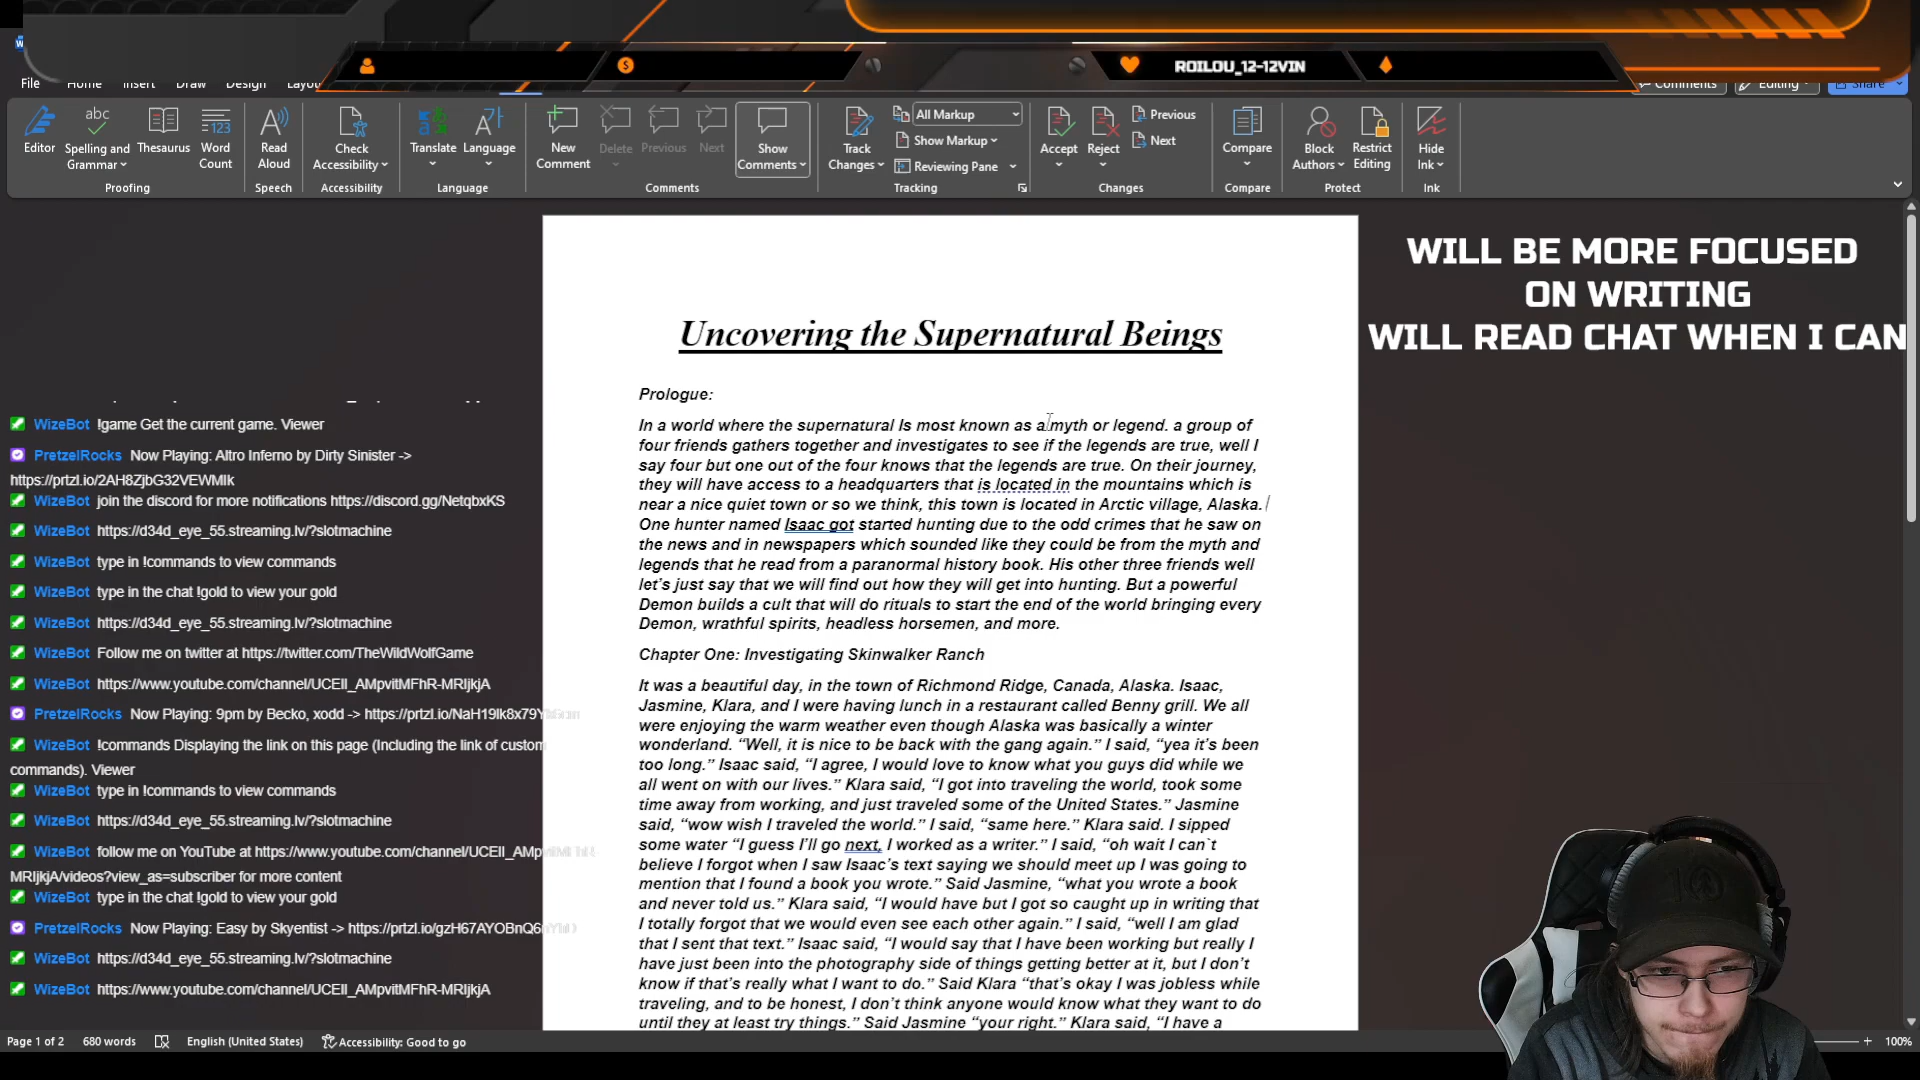 ROILOU_12-12VIN
File Home Insert Draw Design Layou
Comments Editing Share
Editor
Spelling and Grammar
Thesaurus
Word Count
Read Aloud
Check Accessibility
Translate
Language
New Comment
Delete
Previous
Next
Show Comments
Track Changes
All Markup
Show Markup
Reviewing Pane
Accept
Reject
Previous
Next
Compare
Block Authors
Restrict Editing
Hide Ink
Proofing Speech Accessibility Language Comments Tracking Changes Compare Protect Ink
WILL BE MORE FOCUSED
ON WRITING
WILL READ CHAT WHEN I CAN
WizeBot !game Get the current game. Viewer
PretzelRocks Now Playing: Altro Inferno by Dirty Sinister ->
https://prtzl.io/2AH8ZjbG32VEWMIk
WizeBot join the discord for more notifications https://discord.gg/NetqbxKS
WizeBot https://d34d_eye_55.streaming.lv/?slotmachine
WizeBot type in !commands to view commands
WizeBot type in the chat !gold to view your gold
WizeBot https://d34d_eye_55.streaming.lv/?slotmachine
WizeBot Follow me on twitter at https://twitter.com/TheWildWolfGame
WizeBot https://www.youtube.com/channel/UCEIl_AMpvitMFhR-MRIjkjA
PretzelRocks Now Playing: 9pm by Becko, xodd ->
WizeBot !commands Displaying the link on this page (Including the link of custom
commands). Viewer
WizeBot type in !commands to view commands
WizeBot https://d34d_eye_55.streaming.lv/?slotmachine
WizeBot follow me on YouTube at
MRIjkjA/videos?view_as=subscriber for more content
WizeBot type in the chat !gold to view your gold
PretzelRocks Now Playing: Easy by Skyentist ->
WizeBot https://d34d_eye_55.streaming.lv/?slotmachine
WizeBot https://www.youtube.com/channel/UCEIl_AMpvitMFhR-MRIjkjA
Uncovering the Supernatural Beings
Prologue:
In a world where the supernatural Is most known as a myth or legend. a group of
four friends gathers together and investigates to see if the legends are true, well I
say four but one out of the four knows that the legends are true. On their journey,
they will have access to a headquarters that is located in the mountains which is
near a nice quiet town or so we think, this town is located in Arctic village, Alaska.
One hunter named Isaac got started hunting due to the odd crimes that he saw on
the news and in newspapers which sounded like they could be from the myth and
legends that he read from a paranormal history book. His other three friends well
let’s just say that we will find out how they will get into hunting. But a powerful
Demon builds a cult that will do rituals to start the end of the world bringing every
Demon, wrathful spirits, headless horsemen, and more.
Chapter One: Investigating Skinwalker Ranch
It was a beautiful day, in the town of Richmond Ridge, Canada, Alaska. Isaac,
Jasmine, Klara, and I were having lunch in a restaurant called Benny grill. We all
were enjoying the warm weather even though Alaska was basically a winter
wonderland. “Well, it is nice to be back with the gang again.” I said, “yea it’s been
too long.” Isaac said, “I agree, I would love to know what you guys did while we
all went on with our lives.” Klara said, “I got into traveling the world, took some
time away from working, and just traveled some of the United States.” Jasmine
said, “wow wish I traveled the world.” I said, “same here.” Klara said. I sipped
some water “I guess I’ll go next, I worked as a writer.” I said, “oh wait I can`t
believe I forgot when I saw Isaac’s text saying we should meet up I was going to
mention that I found a book you wrote.” Said Jasmine, “what you wrote a book
and never told us.” Klara said, “I would have but I got so caught up in writing that
I totally forgot that we would even see each other again.” I said, “well I am glad
that I sent that text.” Isaac said, “I would say that I have been working but really I
have just been into the photography side of things getting better at it, but I don’t
know if that’s really what I want to do.” Said Klara “that’s okay I was jobless while
traveling, and to be honest, I don’t think anyone would know what they want to do
until they at least try things.” Said Jasmine “your right.” Klara said, “I have a
Page 1 of 2 680 words English (United States) Accessibility: Good to go 100%